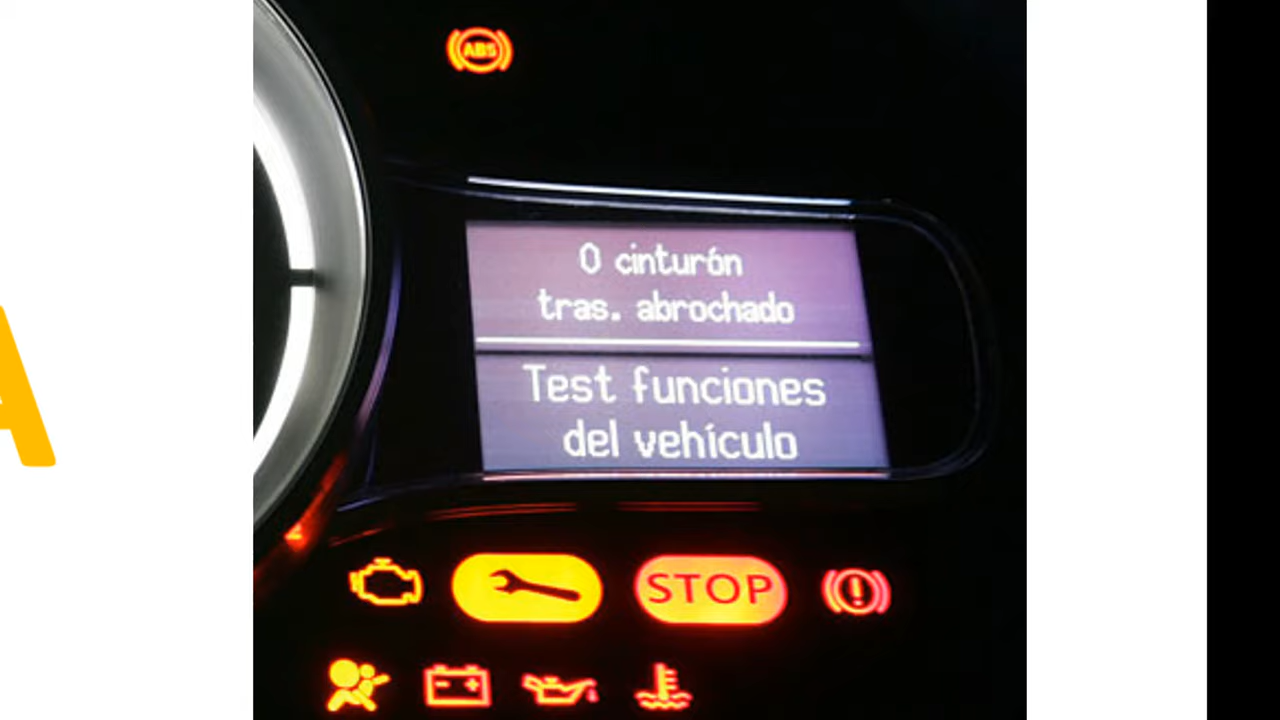 A
ABS
0 cinturón
tras. abrochado
Test funciones
del vehículo
STOP